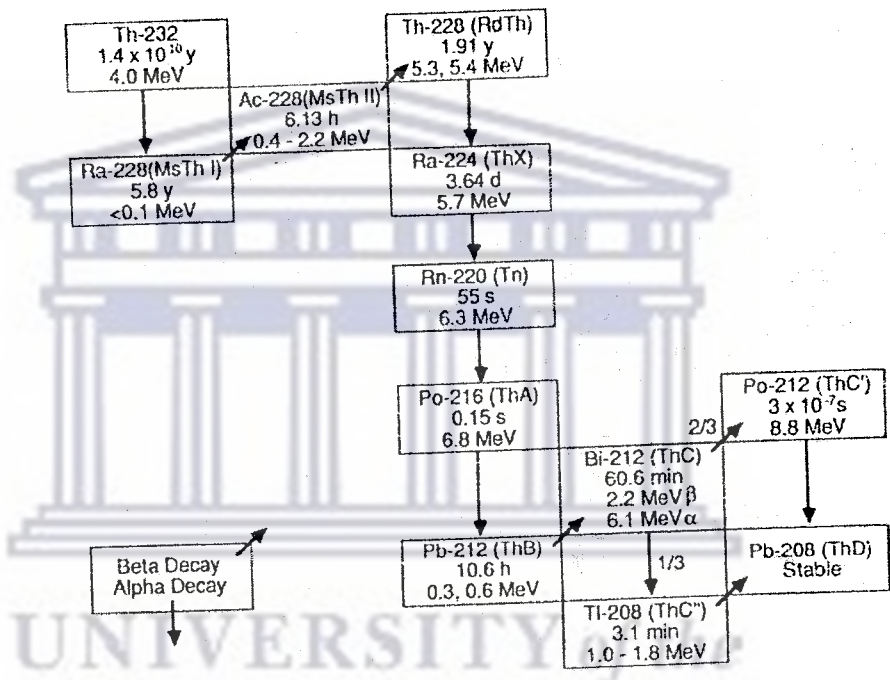 Th-232
1.4 x 10¹⁰ y
4.0 MeV
Th-228 (RdTh)
1.91 y
5.3, 5.4 MeV
Ac-228(MsTh II)
6.13 h
0.4 - 2.2 MeV
Ra-228(MsTh I)
5.8 y
<0.1 MeV
Ra-224 (ThX)
3.64 d
5.7 MeV
Rn-220 (Tn)
55 s
6.3 MeV
Po-216 (ThA)
0.15 s
6.8 MeV
Po-212 (ThC')
3 x 10⁻⁷s
8.8 MeV
2/3
Bi-212 (ThC)
60.6 min
2.2 MeV β
6.1 MeV α
Pb-212 (ThB)
10.6 h
0.3, 0.6 MeV
1/3
Pb-208 (ThD)
Stable
Tl-208 (ThC")
3.1 min
1.0 - 1.8 MeV
Beta Decay
Alpha Decay
UNIVERSITY of the